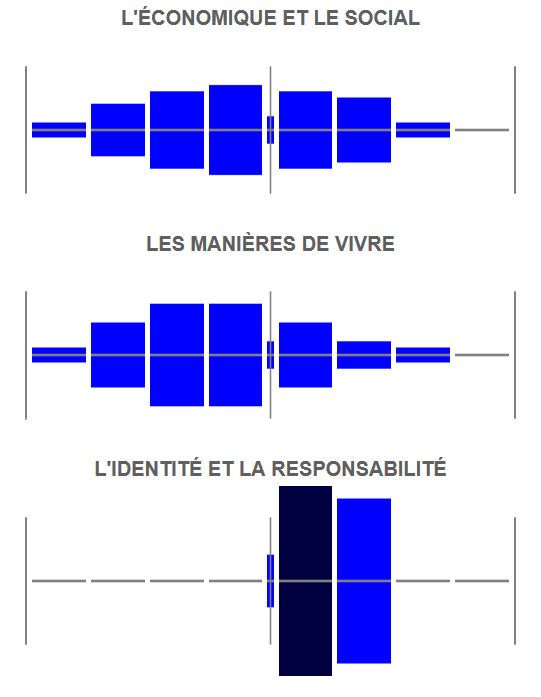 L'ÉCONOMIQUE ET LE SOCIAL
LES MANIÈRES DE VIVRE
L'IDENTITÉ ET LA RESPONSABILITÉ